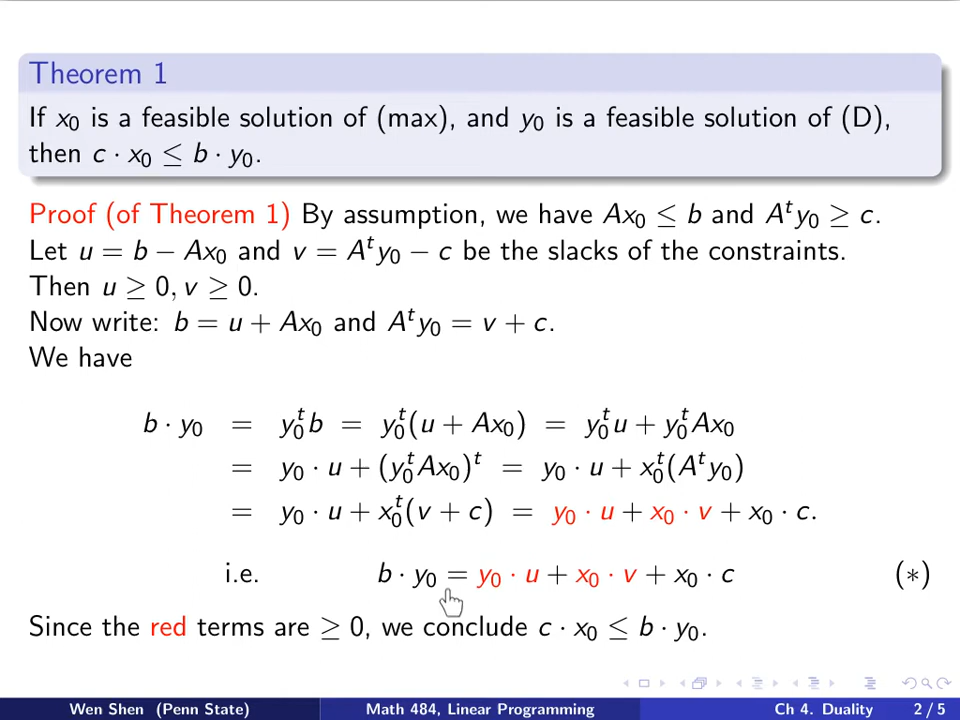 Theorem 1
If x₀ is a feasible solution of (max), and y₀ is a feasible solution of (D),
then c · x₀ ≤ b · y₀.
Proof (of Theorem 1) By assumption, we have Ax₀ ≤ b and Aᵗy₀ ≥ c.
Let u = b − Ax₀ and v = Aᵗy₀ − c be the slacks of the constraints.
Then u ≥ 0, v ≥ 0.
Now write: b = u + Ax₀ and Aᵗy₀ = v + c.
We have
b · y₀ = y₀ᵗb = y₀ᵗ(u + Ax₀) = y₀ᵗu + y₀ᵗAx₀
= y₀ · u + (y₀ᵗAx₀)ᵗ = y₀ · u + x₀ᵗ(Aᵗy₀)
= y₀ · u + x₀ᵗ(v + c) = y₀ · u + x₀ · v + x₀ · c.
i.e. b · y₀ = y₀ · u + x₀ · v + x₀ · c (∗)
Since the red terms are ≥ 0, we conclude c · x₀ ≤ b · y₀.
Wen Shen (Penn State) Math 484, Linear Programming Ch 4. Duality 2 / 5